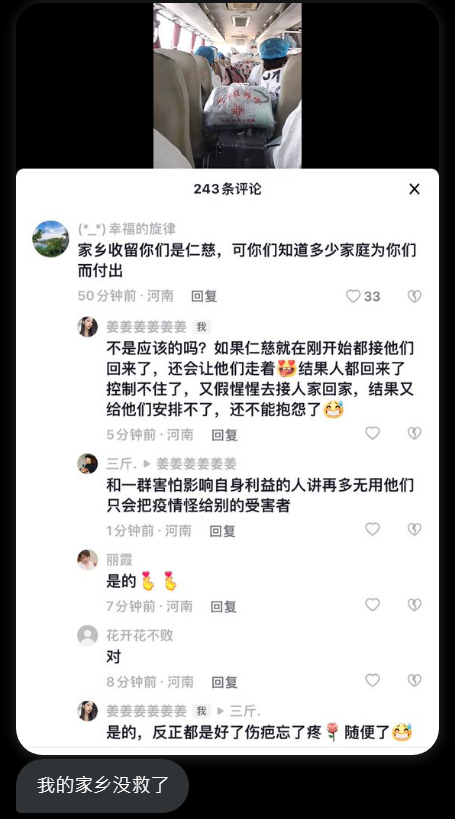 243条评论
(*_*)幸福的旋律
家乡收留你们是仁慈，可你们知道多少家庭为你们
而付出
50分钟前·河南 回复
33
姜姜姜姜姜姜 我
不是应该的吗？如果仁慈就在刚开始都接他们
回来了，还会让他们走着😻结果人都回来了
控制不住了，又假惺惺去接人家回家，结果又
给他们安排不了，还不能抱怨了😅
5分钟前·河南 回复
三斤. ▶ 姜姜姜姜姜姜
和一群害怕影响自身利益的人讲再多无用他们
只会把疫情怪给别的受害者
1分钟前·河南 回复
丽霞
是的🫰🫰
7分钟前·河南 回复
花开花不败
对
8分钟前·河南 回复
姜姜姜姜姜姜 我 ▶ 三斤.
是的，反正都是好了伤疤忘了疼🌹随便了😅
我的家乡没救了